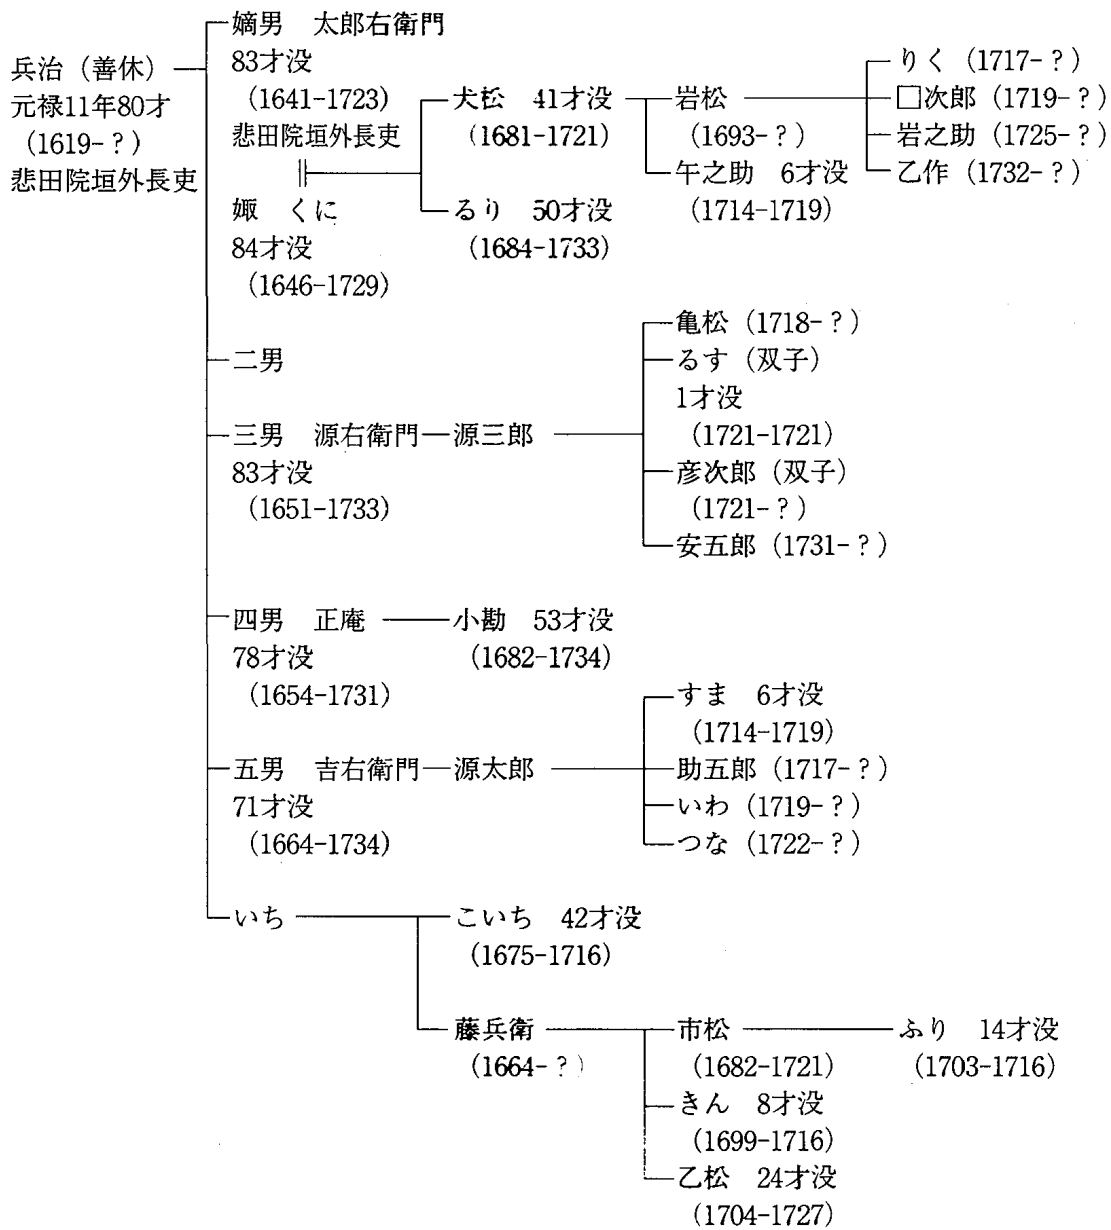 兵治（善休）
元禄11年80才
（1619-？）
悲田院垣外長吏
嫡男　太郎右衛門
83才没
（1641-1723）
悲田院垣外長吏
娵　くに
84才没
（1646-1729）
犬松　41才没
（1681-1721）
るり　50才没
（1684-1733）
岩松
（1693-？）
午之助　6才没
（1714-1719）
りく（1717-？）
□次郎（1719-？）
岩之助（1725-？）
乙作（1732-？）
二男
三男　源右衛門
83才没
（1651-1733）
源三郎
亀松（1718-？）
るす（双子）
1才没
（1721-1721）
彦次郎（双子）
（1721-？）
安五郎（1731-？）
四男　正庵
78才没
（1654-1731）
小勘　53才没
（1682-1734）
五男　吉右衛門
71才没
（1664-1734）
源太郎
すま　6才没
（1714-1719）
助五郎（1717-？）
いわ（1719-？）
つな（1722-？）
いち
こいち　42才没
（1675-1716）
藤兵衛
（1664-？）
市松
（1682-1721）
きん　8才没
（1699-1716）
乙松　24才没
（1704-1727）
ふり　14才没
（1703-1716）